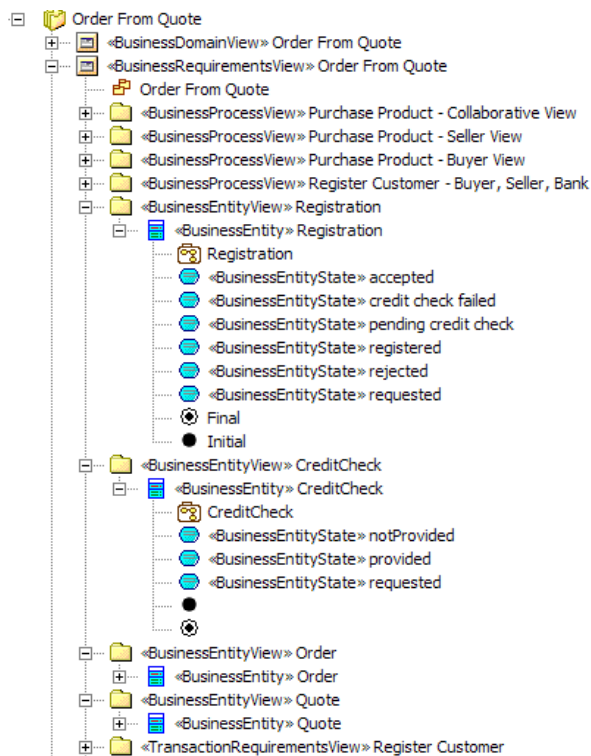 Order From Quote
«BusinessDomainView» Order From Quote
«BusinessRequirementsView» Order From Quote
Order From Quote
«BusinessProcessView» Purchase Product - Collaborative View
«BusinessProcessView» Purchase Product - Seller View
«BusinessProcessView» Purchase Product - Buyer View
«BusinessProcessView» Register Customer - Buyer, Seller, Bank
«BusinessEntityView» Registration
«BusinessEntity» Registration
Registration
«BusinessEntityState» accepted
«BusinessEntityState» credit check failed
«BusinessEntityState» pending credit check
«BusinessEntityState» registered
«BusinessEntityState» rejected
«BusinessEntityState» requested
Final
Initial
«BusinessEntityView» CreditCheck
«BusinessEntity» CreditCheck
CreditCheck
«BusinessEntityState» notProvided
«BusinessEntityState» provided
«BusinessEntityState» requested
«BusinessEntityView» Order
«BusinessEntity» Order
«BusinessEntityView» Quote
«BusinessEntity» Quote
«TransactionRequirementsView» Register Customer